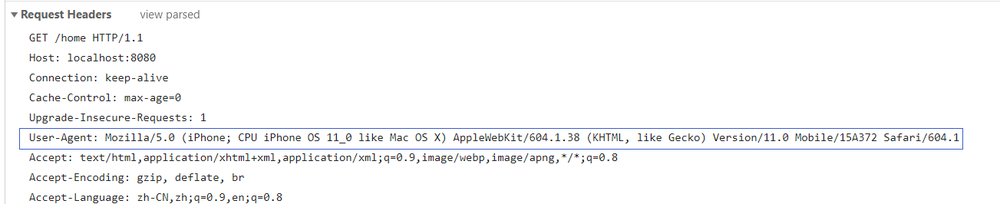 Request Headers view parsed
GET /home HTTP/1.1
Host: localhost:8080
Connection: keep-alive
Cache-Control: max-age=0
Upgrade-Insecure-Requests: 1
User-Agent: Mozilla/5.0 (iPhone; CPU iPhone OS 11_0 like Mac OS X) AppleWebKit/604.1.38 (KHTML, like Gecko) Version/11.0 Mobile/15A372 Safari/604.1
Accept: text/html,application/xhtml+xml,application/xml;q=0.9,image/webp,image/apng,*/*;q=0.8
Accept-Encoding: gzip, deflate, br
Accept-Language: zh-CN,zh;q=0.9,en;q=0.8